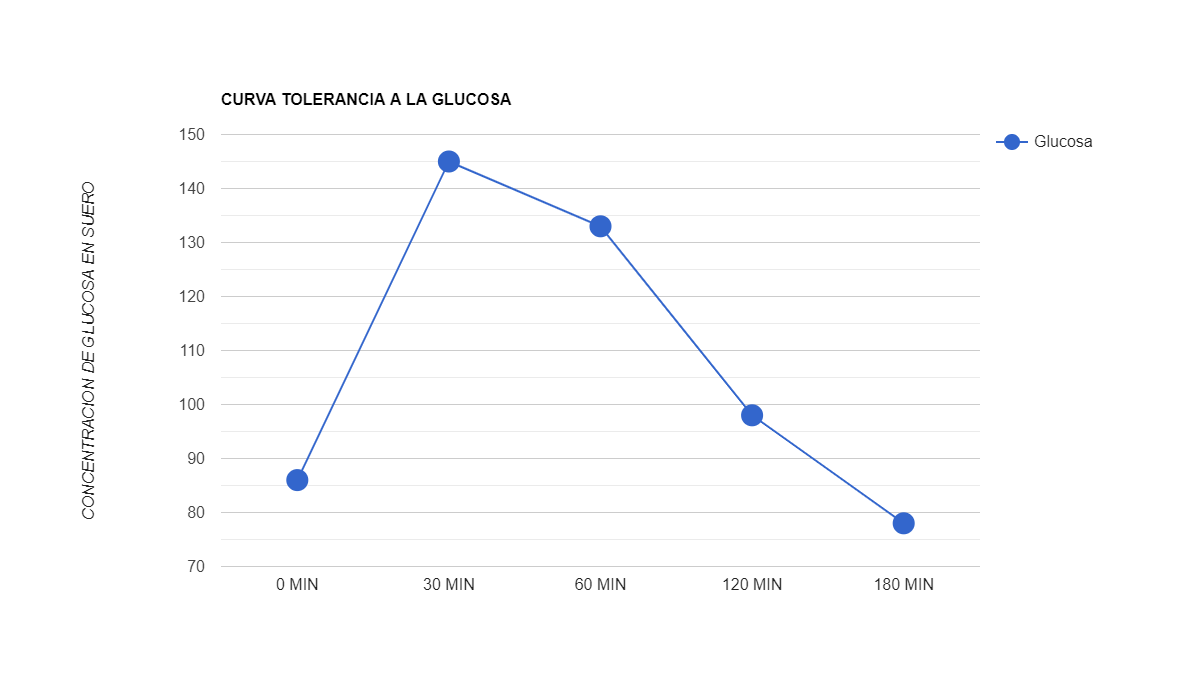 CURVA TOLERANCIA A LA GLUCOSA
Glucosa
CONCENTRACION DE GLUCOSA EN SUERO
150
140
130
120
110
100
90
80
70
0 MIN
30 MIN
60 MIN
120 MIN
180 MIN